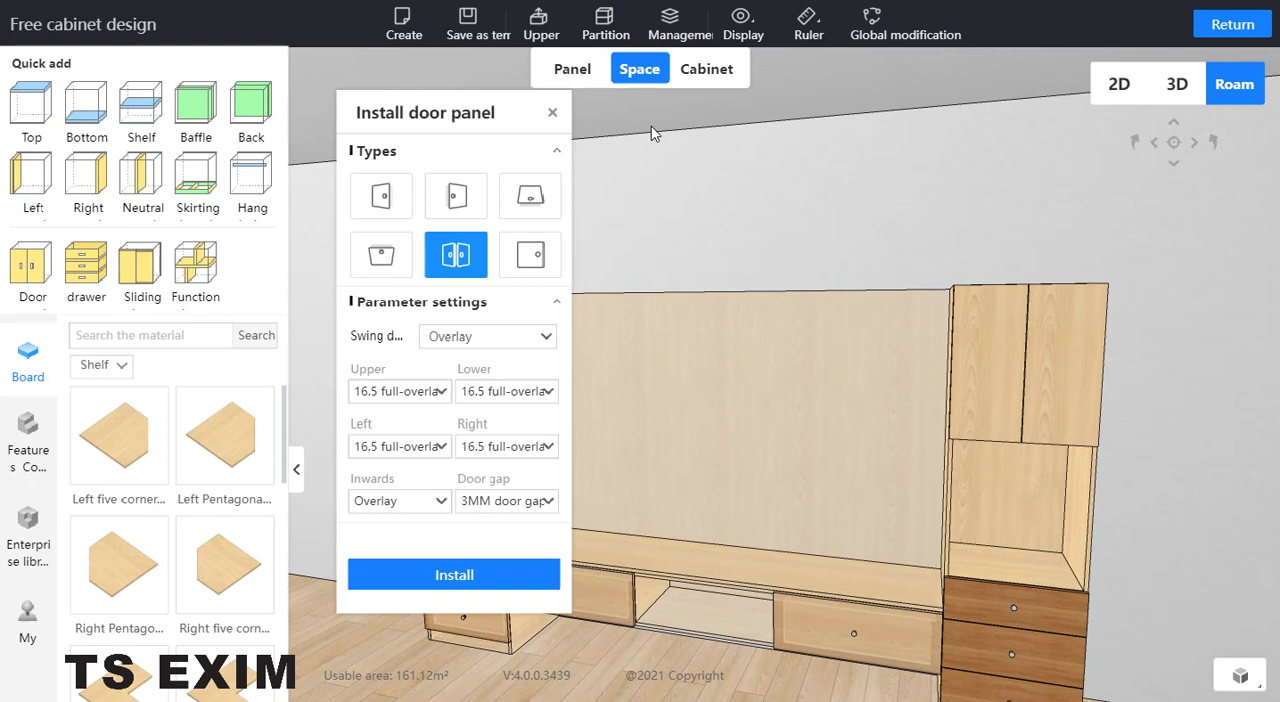 Free cabinet design
Create
Save as tem
Upper
Partition
Managemer
Display
Ruler
Global modification
Return
Panel
Space
Cabinet
2D
3D
Roam
Quick add
Top
Bottom
Shelf
Baffle
Back
Left
Right
Neutral
Skirting
Hang
Door
drawer
Sliding
Function
Board
Feature
s Co...
Enterpri
se libr...
My
Search the material
Search
Shelf
Left five corner...
Left Pentagona...
Right Pentago...
Right five corn...
Install door panel
Types
Parameter settings
Swing d...
Overlay
Upper
Lower
16.5 full-overla
16.5 full-overla
Left
Right
16.5 full-overla
16.5 full-overla
Inwards
Door gap
Overlay
3MM door gap
Install
TS EXIM
Usable area: 161.12m²
V:4.0.0.3439
@2021 Copyright